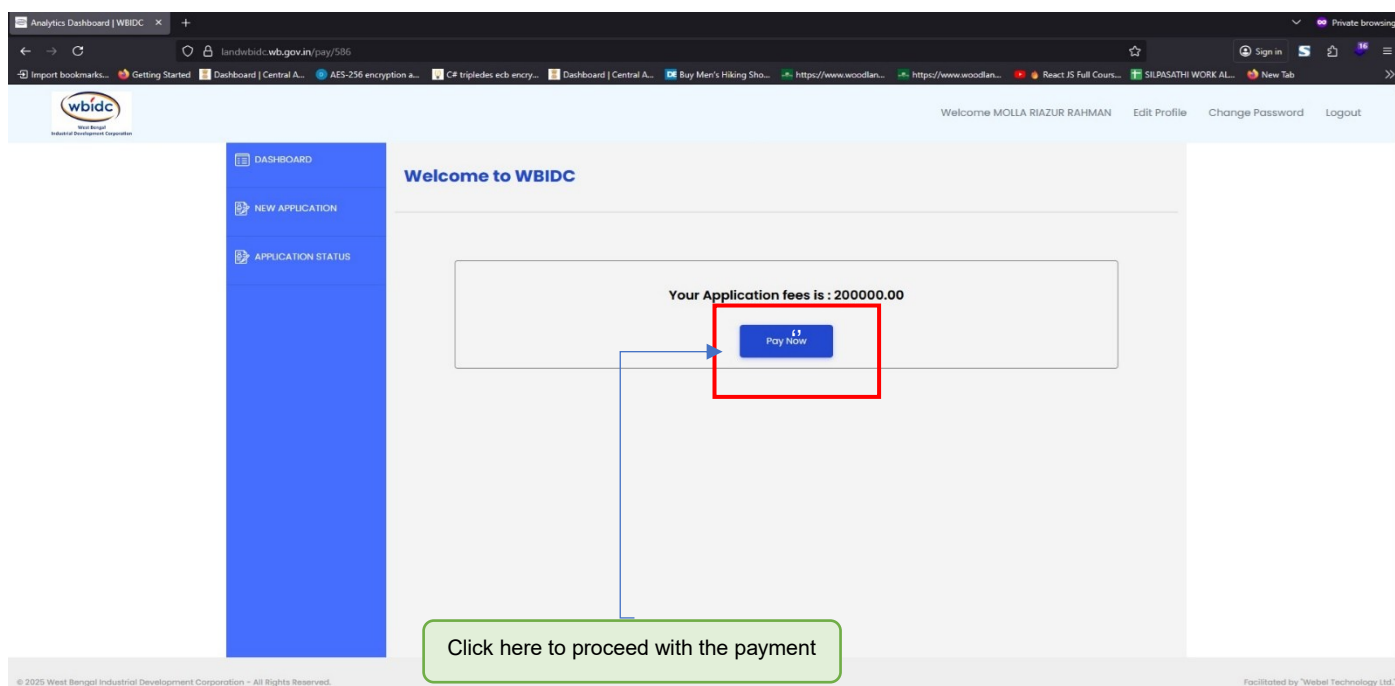 Analytics Dashboard | WBIDC
Private browsing
landwbidc.wb.gov.in/pay/586
Sign in
16
Import bookmarks... Getting Started Dashboard | Central A... AES-256 encryption a... C# tripledes ecb encry... Dashboard | Central A... Buy Men's Hiking Sho... https://www.woodlan... https://www.woodlan... React JS Full Cours... SILPASATHI WORK AL... New Tab
wbidc
West Bengal
Industrial Development Corporation
Welcome MOLLA RIAZUR RAHMAN Edit Profile Change Password Logout
DASHBOARD
NEW APPLICATION
APPLICATION STATUS
Welcome to WBIDC
Your Application fees is : 200000.00
Pay Now
Click here to proceed with the payment
© 2025 West Bengal Industrial Development Corporation - All Rights Reserved.
Facilitated by "Webel Technology Ltd."